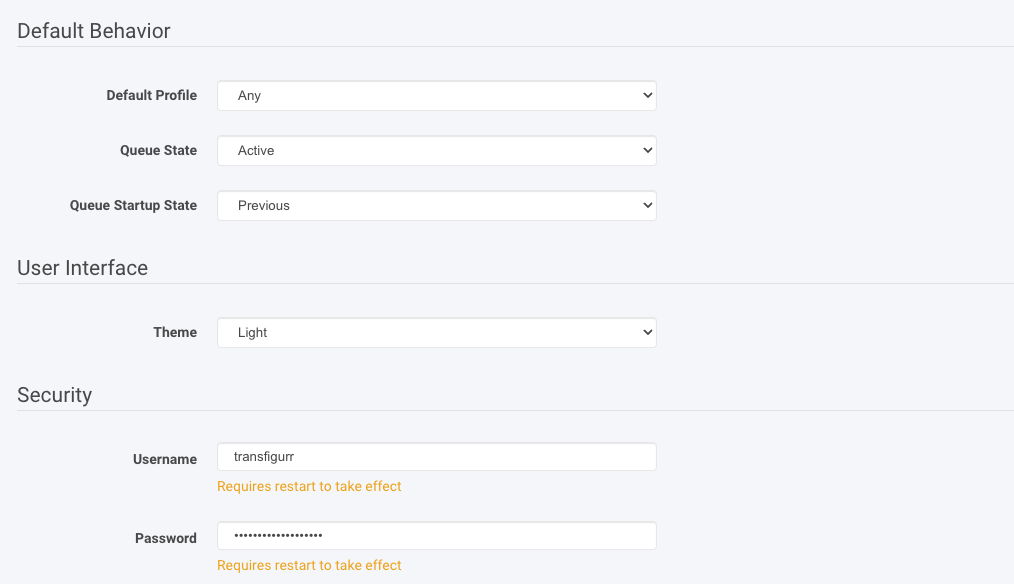 Default Behavior
Default Profile Any
Queue State Active
Queue Startup State Previous
User Interface
Theme Light
Security
Username transfigurr
Requires restart to take effect
Password •••••••••••••••••••
Requires restart to take effect